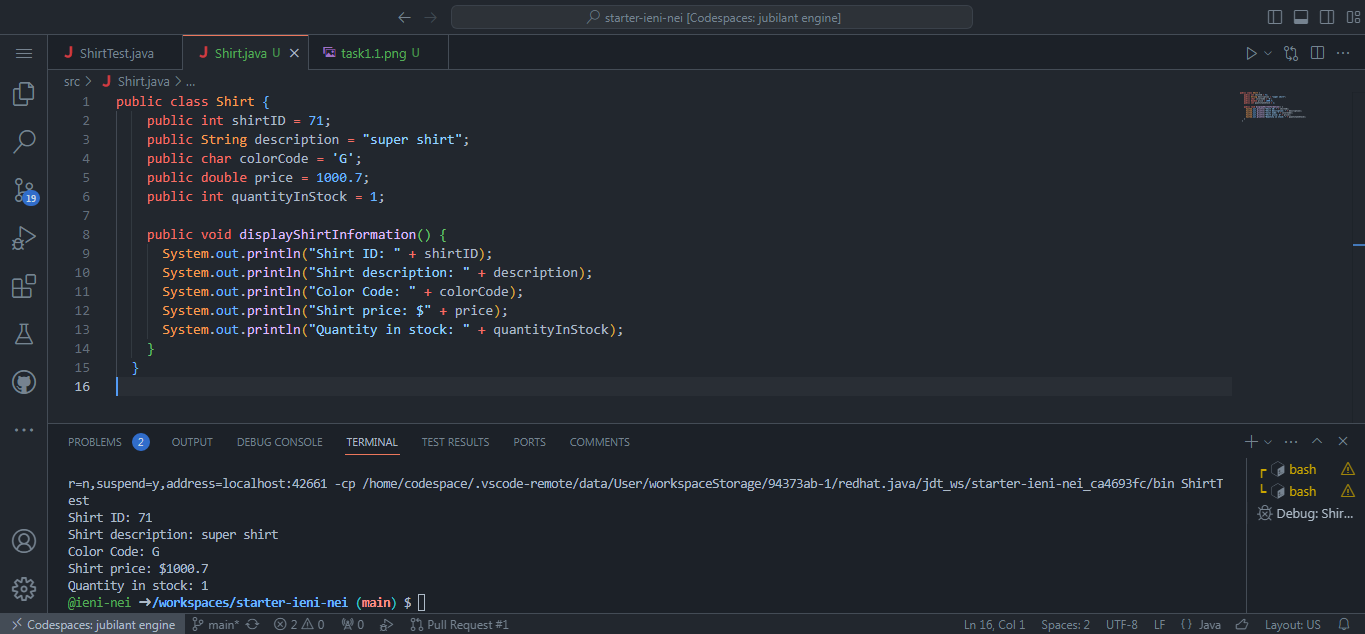 starter-ieni-nei [Codespaces: jubilant engine]
ShirtTest.java
Shirt.java U
task1.1.png U
src > Shirt.java > ...
1 public class Shirt {
2 public int shirtID = 71;
3 public String description = "super shirt";
4 public char colorCode = 'G';
5 public double price = 1000.7;
6 public int quantityInStock = 1;
7
8 public void displayShirtInformation() {
9 System.out.println("Shirt ID: " + shirtID);
10 System.out.println("Shirt description: " + description);
11 System.out.println("Color Code: " + colorCode);
12 System.out.println("Shirt price: $" + price);
13 System.out.println("Quantity in stock: " + quantityInStock);
14 }
15 }
16
19
PROBLEMS 2 OUTPUT DEBUG CONSOLE TERMINAL TEST RESULTS PORTS COMMENTS
r=n,suspend=y,address=localhost:42661 -cp /home/codespace/.vscode-remote/data/User/workspaceStorage/94373ab-1/redhat.java/jdt_ws/starter-ieni-nei_ca4693fc/bin ShirtT
est
Shirt ID: 71
Shirt description: super shirt
Color Code: G
Shirt price: $1000.7
Quantity in stock: 1
@ieni-nei ➜/workspaces/starter-ieni-nei (main) $
bash
bash
Debug: Shir...
Codespaces: jubilant engine main* 2 0 0 Pull Request #1 Ln 16, Col 1 Spaces: 2 UTF-8 LF {} Java Layout: US